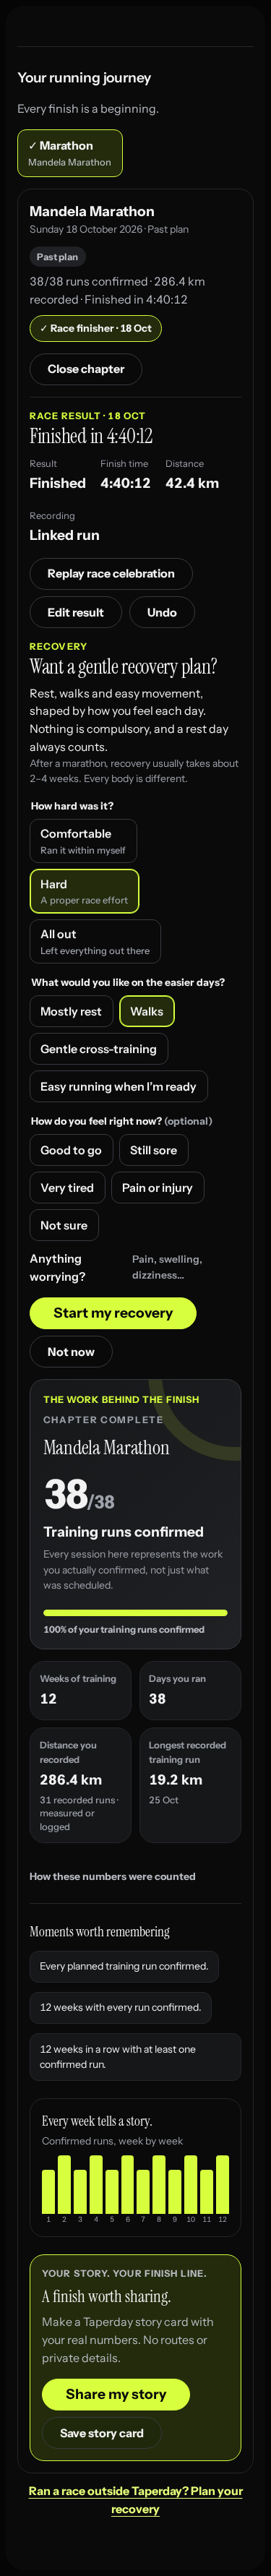 Your running journey
Every finish is a beginning.
✓ Marathon
Mandela Marathon
Mandela Marathon
Sunday 18 October 2026 · Past plan
Past plan
38/38 runs confirmed · 286.4 km
recorded · Finished in 4:40:12
✓ Race finisher · 18 Oct
Close chapter
RACE RESULT · 18 OCT
Finished in 4:40:12
Result Finish time Distance
Finished 4:40:12 42.4 km
Recording
Linked run
Replay race celebration
Edit result Undo
RECOVERY
Want a gentle recovery plan?
Rest, walks and easy movement,
shaped by how you feel each day.
Nothing is compulsory, and a rest day
always counts.
After a marathon, recovery usually takes about
2–4 weeks. Every body is different.
How hard was it?
Comfortable
Ran it within myself
Hard
A proper race effort
All out
Left everything out there
What would you like on the easier days?
Mostly rest Walks
Gentle cross-training
Easy running when I'm ready
How do you feel right now? (optional)
Good to go Still sore
Very tired Pain or injury
Not sure
Anything
worrying?
Pain, swelling,
dizziness...
Start my recovery
Not now
THE WORK BEHIND THE FINISH
CHAPTER COMPLETE
Mandela Marathon
38/38
Training runs confirmed
Every session here represents the work
you actually confirmed, not just what
was scheduled.
100% of your training runs confirmed
Weeks of training
12
Days you ran
38
Distance you
recorded
286.4 km
31 recorded runs ·
measured or
logged
Longest recorded
training run
19.2 km
25 Oct
How these numbers were counted
Moments worth remembering
Every planned training run confirmed.
12 weeks with every run confirmed.
12 weeks in a row with at least one
confirmed run.
Every week tells a story.
Confirmed runs, week by week
1 2 3 4 5 6 7 8 9 10 11 12
YOUR STORY. YOUR FINISH LINE.
A finish worth sharing.
Make a Taperday story card with
your real numbers. No routes or
private details.
Share my story
Save story card
Ran a race outside Taperday? Plan your
recovery